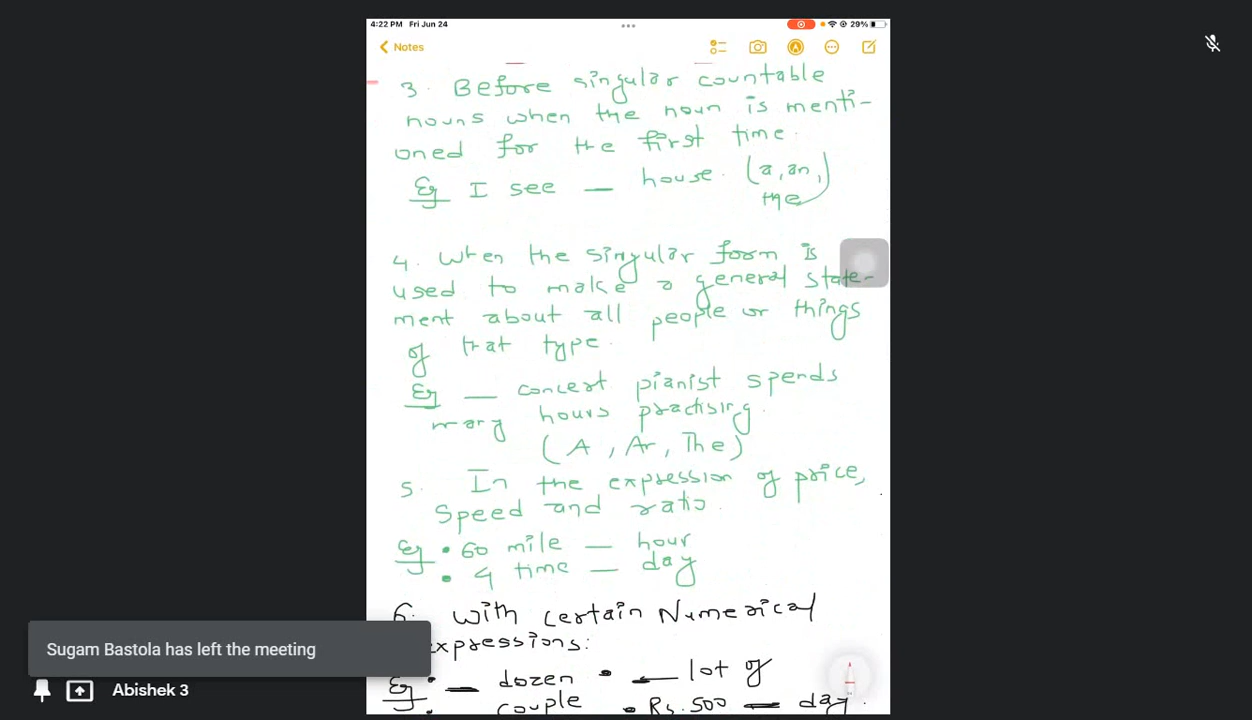 4:22 PM Fri Jun 24
29%
Notes
3. Before singular countable
nouns when the noun is menti-
oned for the first time.
Eg I see — house. (a, an,
the)
4. When the singular form is
used to make a general state-
ment about all people or things
of that type.
Eg — concert pianist spends
many hours practising.
(A, An, The)
5. In the expression of price,
Speed and ratio.
Eg • 60 mile — hour
• 4 time — day
6. with certain Numerical
expressions:
Eg • — dozen • — lot of
• couple • Rs. 500 — day.
Sugam Bastola has left the meeting
Abishek 3